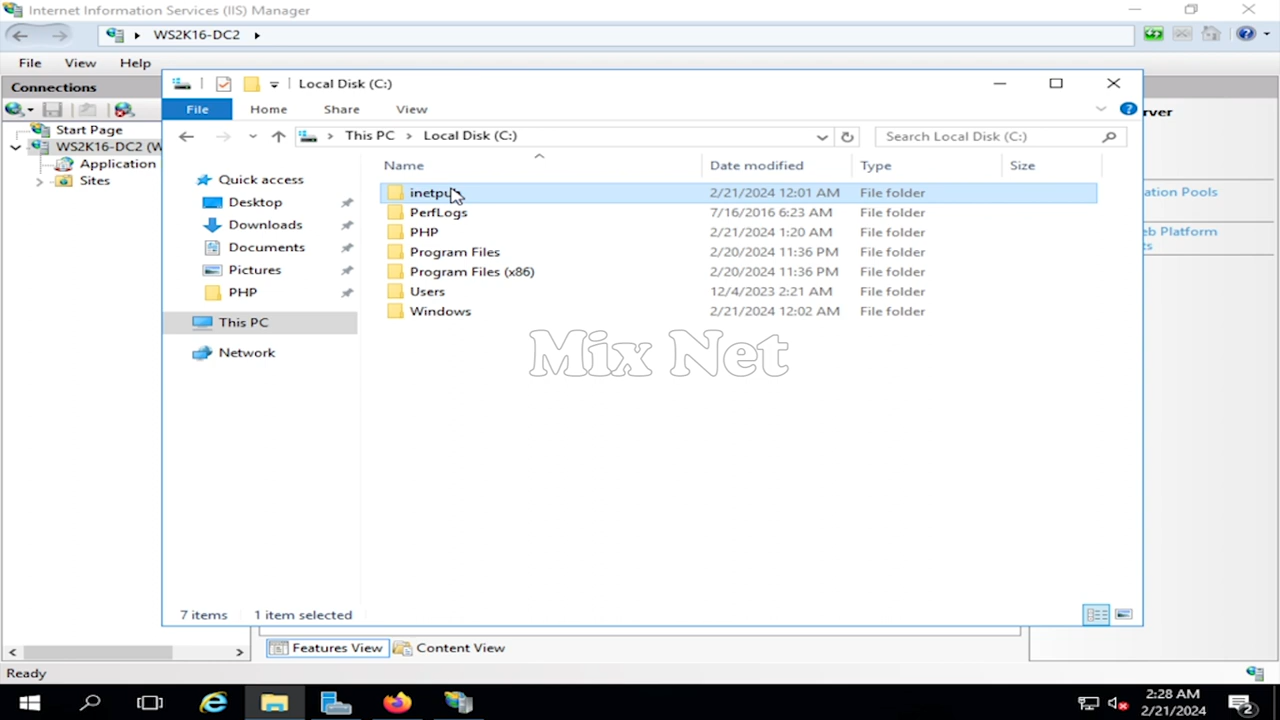 Internet Information Services (IIS) Manager
WS2K16-DC2
File View Help
Connections
Start Page
WS2K16-DC2 (W
Application
Sites
Local Disk (C:)
File Home Share View
This PC Local Disk (C:)
Search Local Disk (C:)
Quick access
Desktop
Downloads
Documents
Pictures
PHP
This PC
Network
Name Date modified Type Size
2/21/2024 12:01 AM File folder
PerfLogs 7/16/2016 6:23 AM File folder
PHP 2/21/2024 1:20 AM File folder
Program Files 2/20/2024 11:36 PM File folder
Program Files (x86) 2/20/2024 11:36 PM File folder
Users 12/4/2023 2:21 AM File folder
Windows 2/21/2024 12:02 AM File folder
Mix Net
7 items 1 item selected
rver
ation Pools
eb Platform
ts
Features View Content View
Ready
2:28 AM
2/21/2024
2